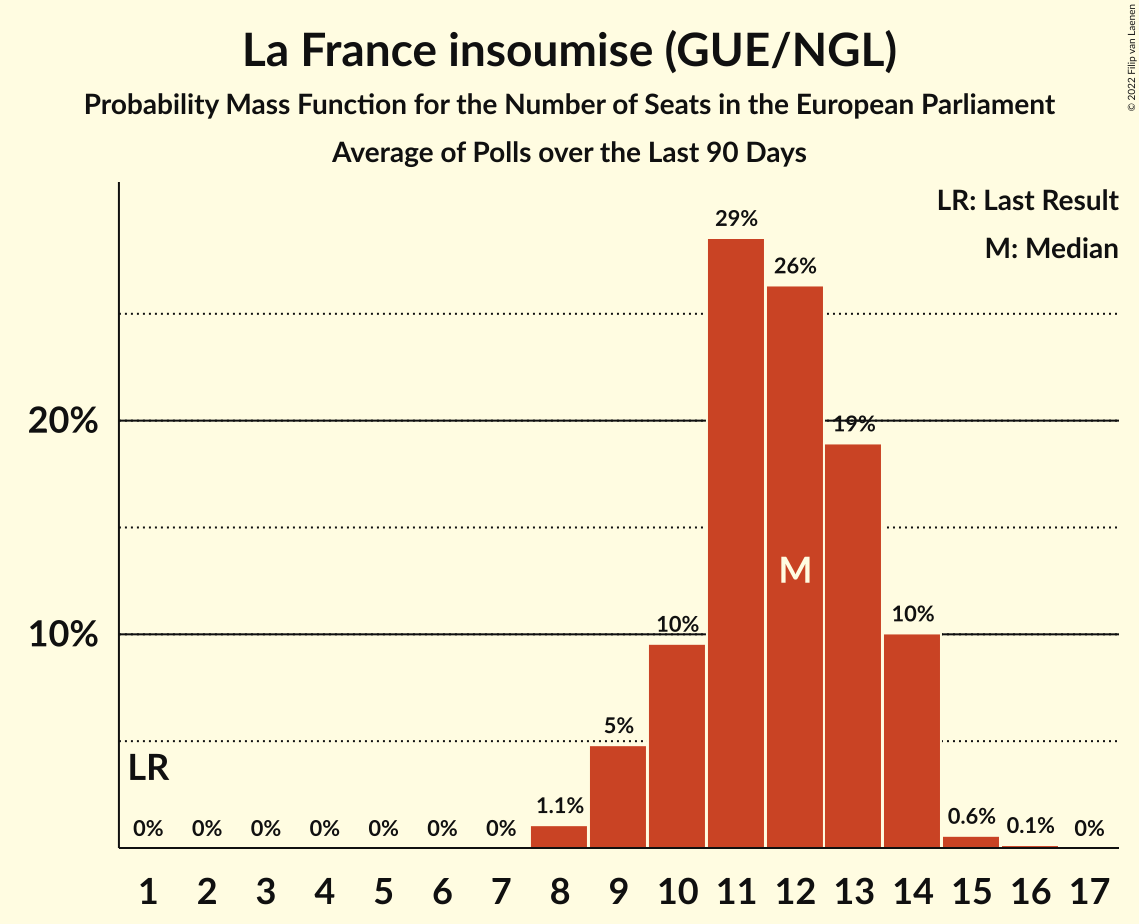 La France insoumise (GUE/NGL)
Probability Mass Function for the Number of Seats in the European Parliament
Average of Polls over the Last 90 Days
© 2022 Filip van Laenen
LR: Last Result
M: Median
29%
26%
20%
19%
M
10%
10%
10%
5%
LR
1.1%
0.6%
0.1%
0% 0% 0% 0% 0% 0% 0% 0%
1 2 3 4 5 6 7 8 9 10 11 12 13 14 15 16 17